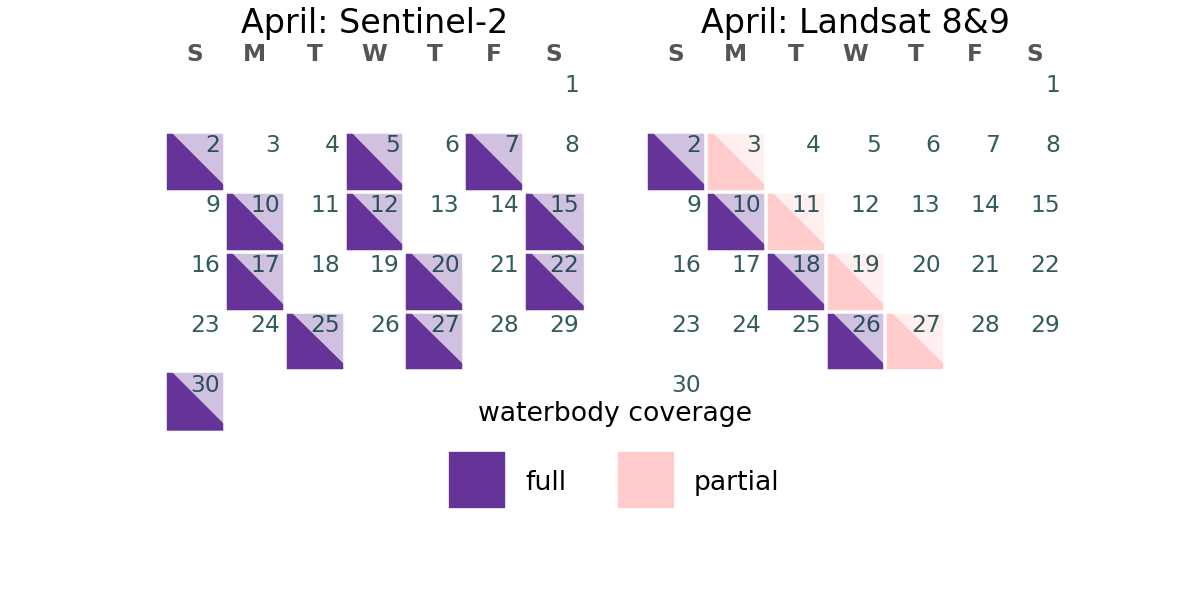 April: Sentinel-2
S M T W T F S
1
2 3 4 5 6 7 8
9 10 11 12 13 14 15
16 17 18 19 20 21 22
23 24 25 26 27 28 29
30
April: Landsat 8&9
S M T W T F S
1
2 3 4 5 6 7 8
9 10 11 12 13 14 15
16 17 18 19 20 21 22
23 24 25 26 27 28 29
30
waterbody coverage
full partial